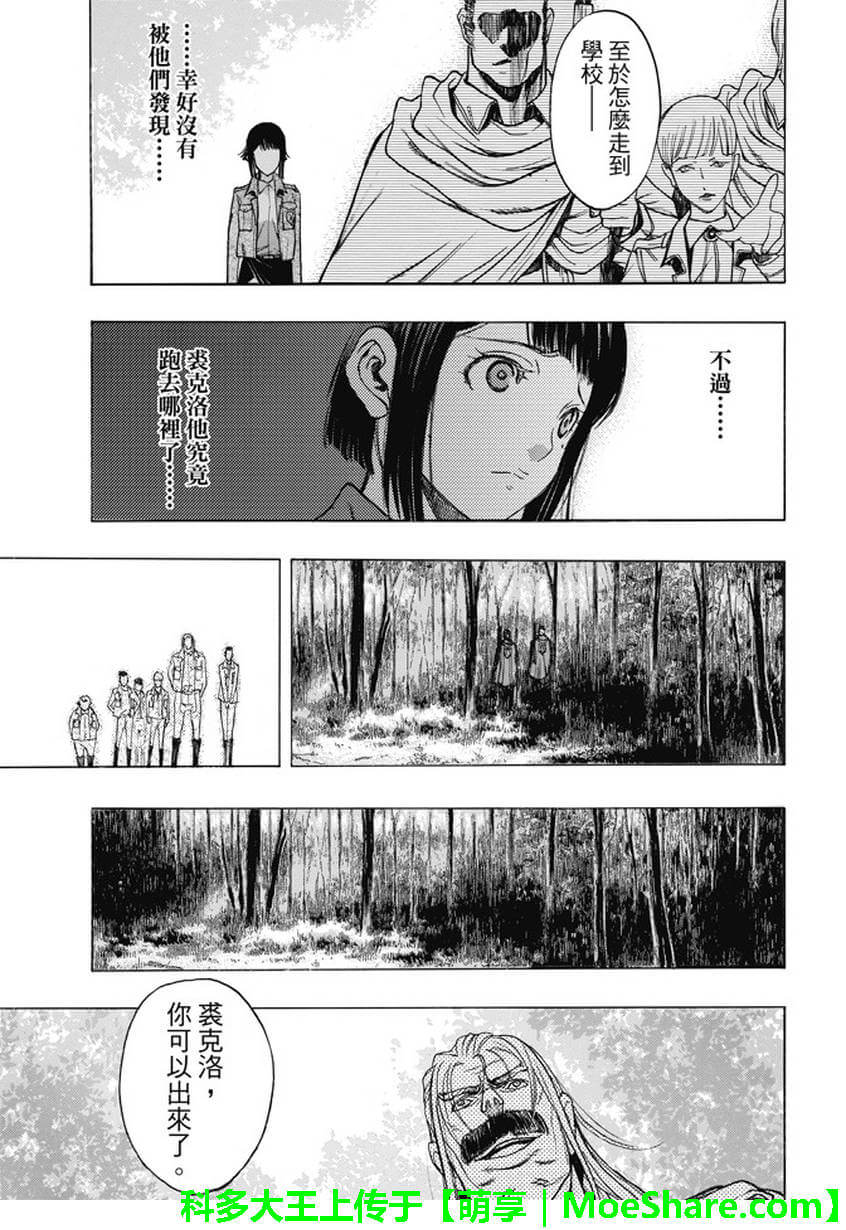 至於怎麼走到
學校——
……幸好沒有
被他們發現……
不過……
裘克洛他究竟
跑去哪裡了……
裘克洛，
你可以出來了。
科多大王上传于【萌享｜MoeShare.com】